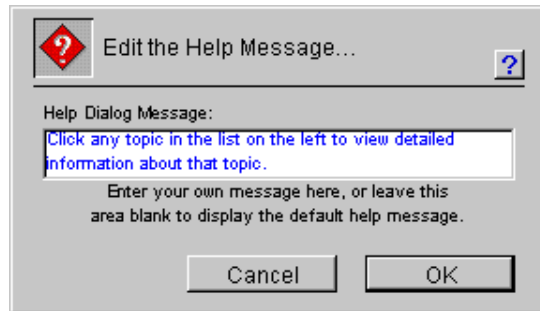 ?
Edit the Help Message...
?
Help Dialog Message:
Click any topic in the list on the left to view detailed
information about that topic.
Enter your own message here, or leave this
area blank to display the default help message.
Cancel
OK